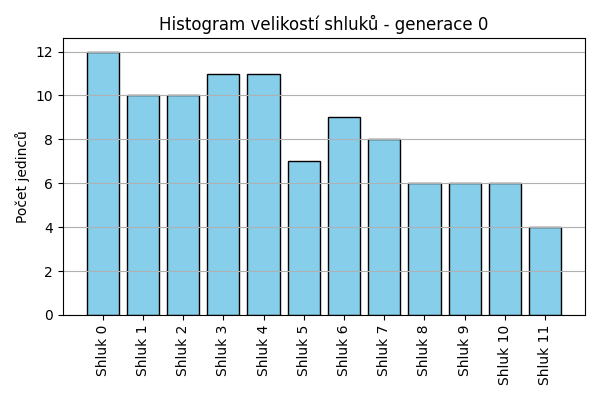 Histogram velikostí shluků - generace 0
Počet jedinců
12
10
8
6
4
2
0
Shluk 0
Shluk 1
Shluk 2
Shluk 3
Shluk 4
Shluk 5
Shluk 6
Shluk 7
Shluk 8
Shluk 9
Shluk 10
Shluk 11